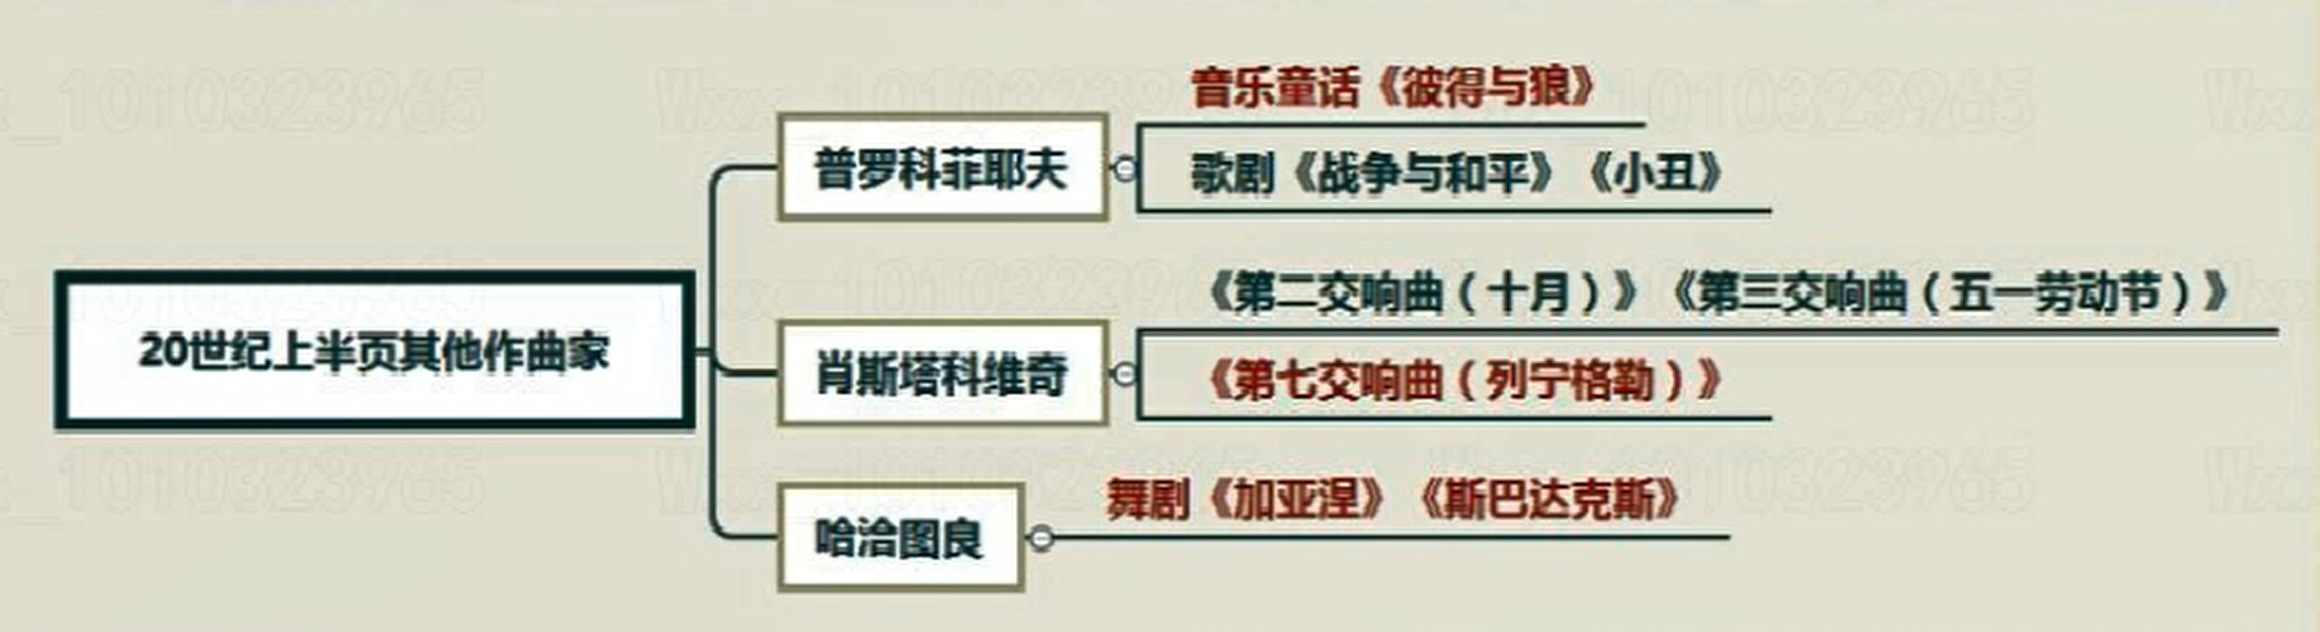 20世纪上半页其他作曲家
普罗科菲耶夫
音乐童话《彼得与狼》
歌剧《战争与和平》《小丑》
肖斯塔科维奇
《第二交响曲（十月）》《第三交响曲（五一劳动节）》
《第七交响曲（列宁格勒）》
哈洽图良
舞剧《加亚涅》《斯巴达克斯》